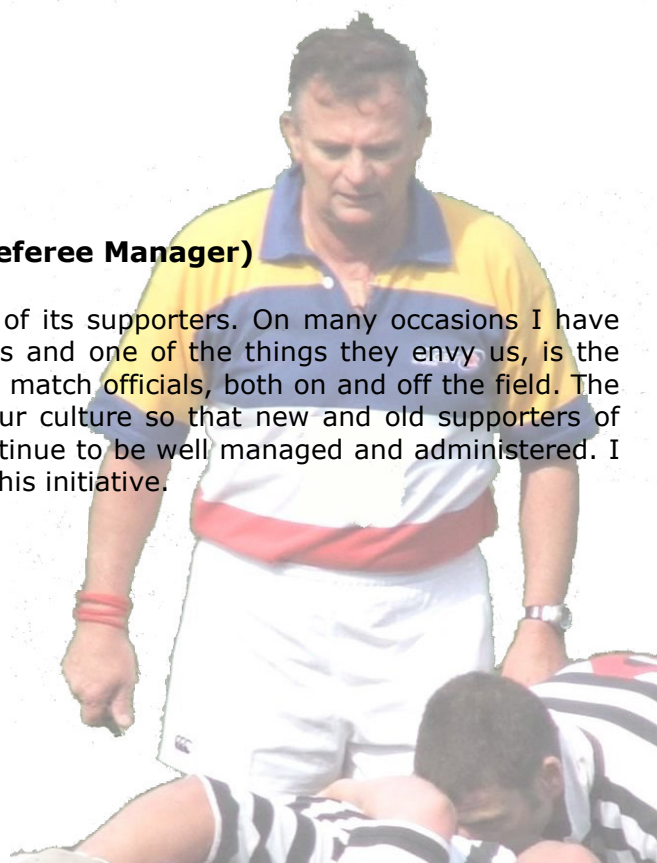 eferee Manager)
of its supporters. On many occasions I have
s and one of the things they envy us, is the
match officials, both on and off the field. The
ur culture so that new and old supporters of
tinue to be well managed and administered. I
his initiative.